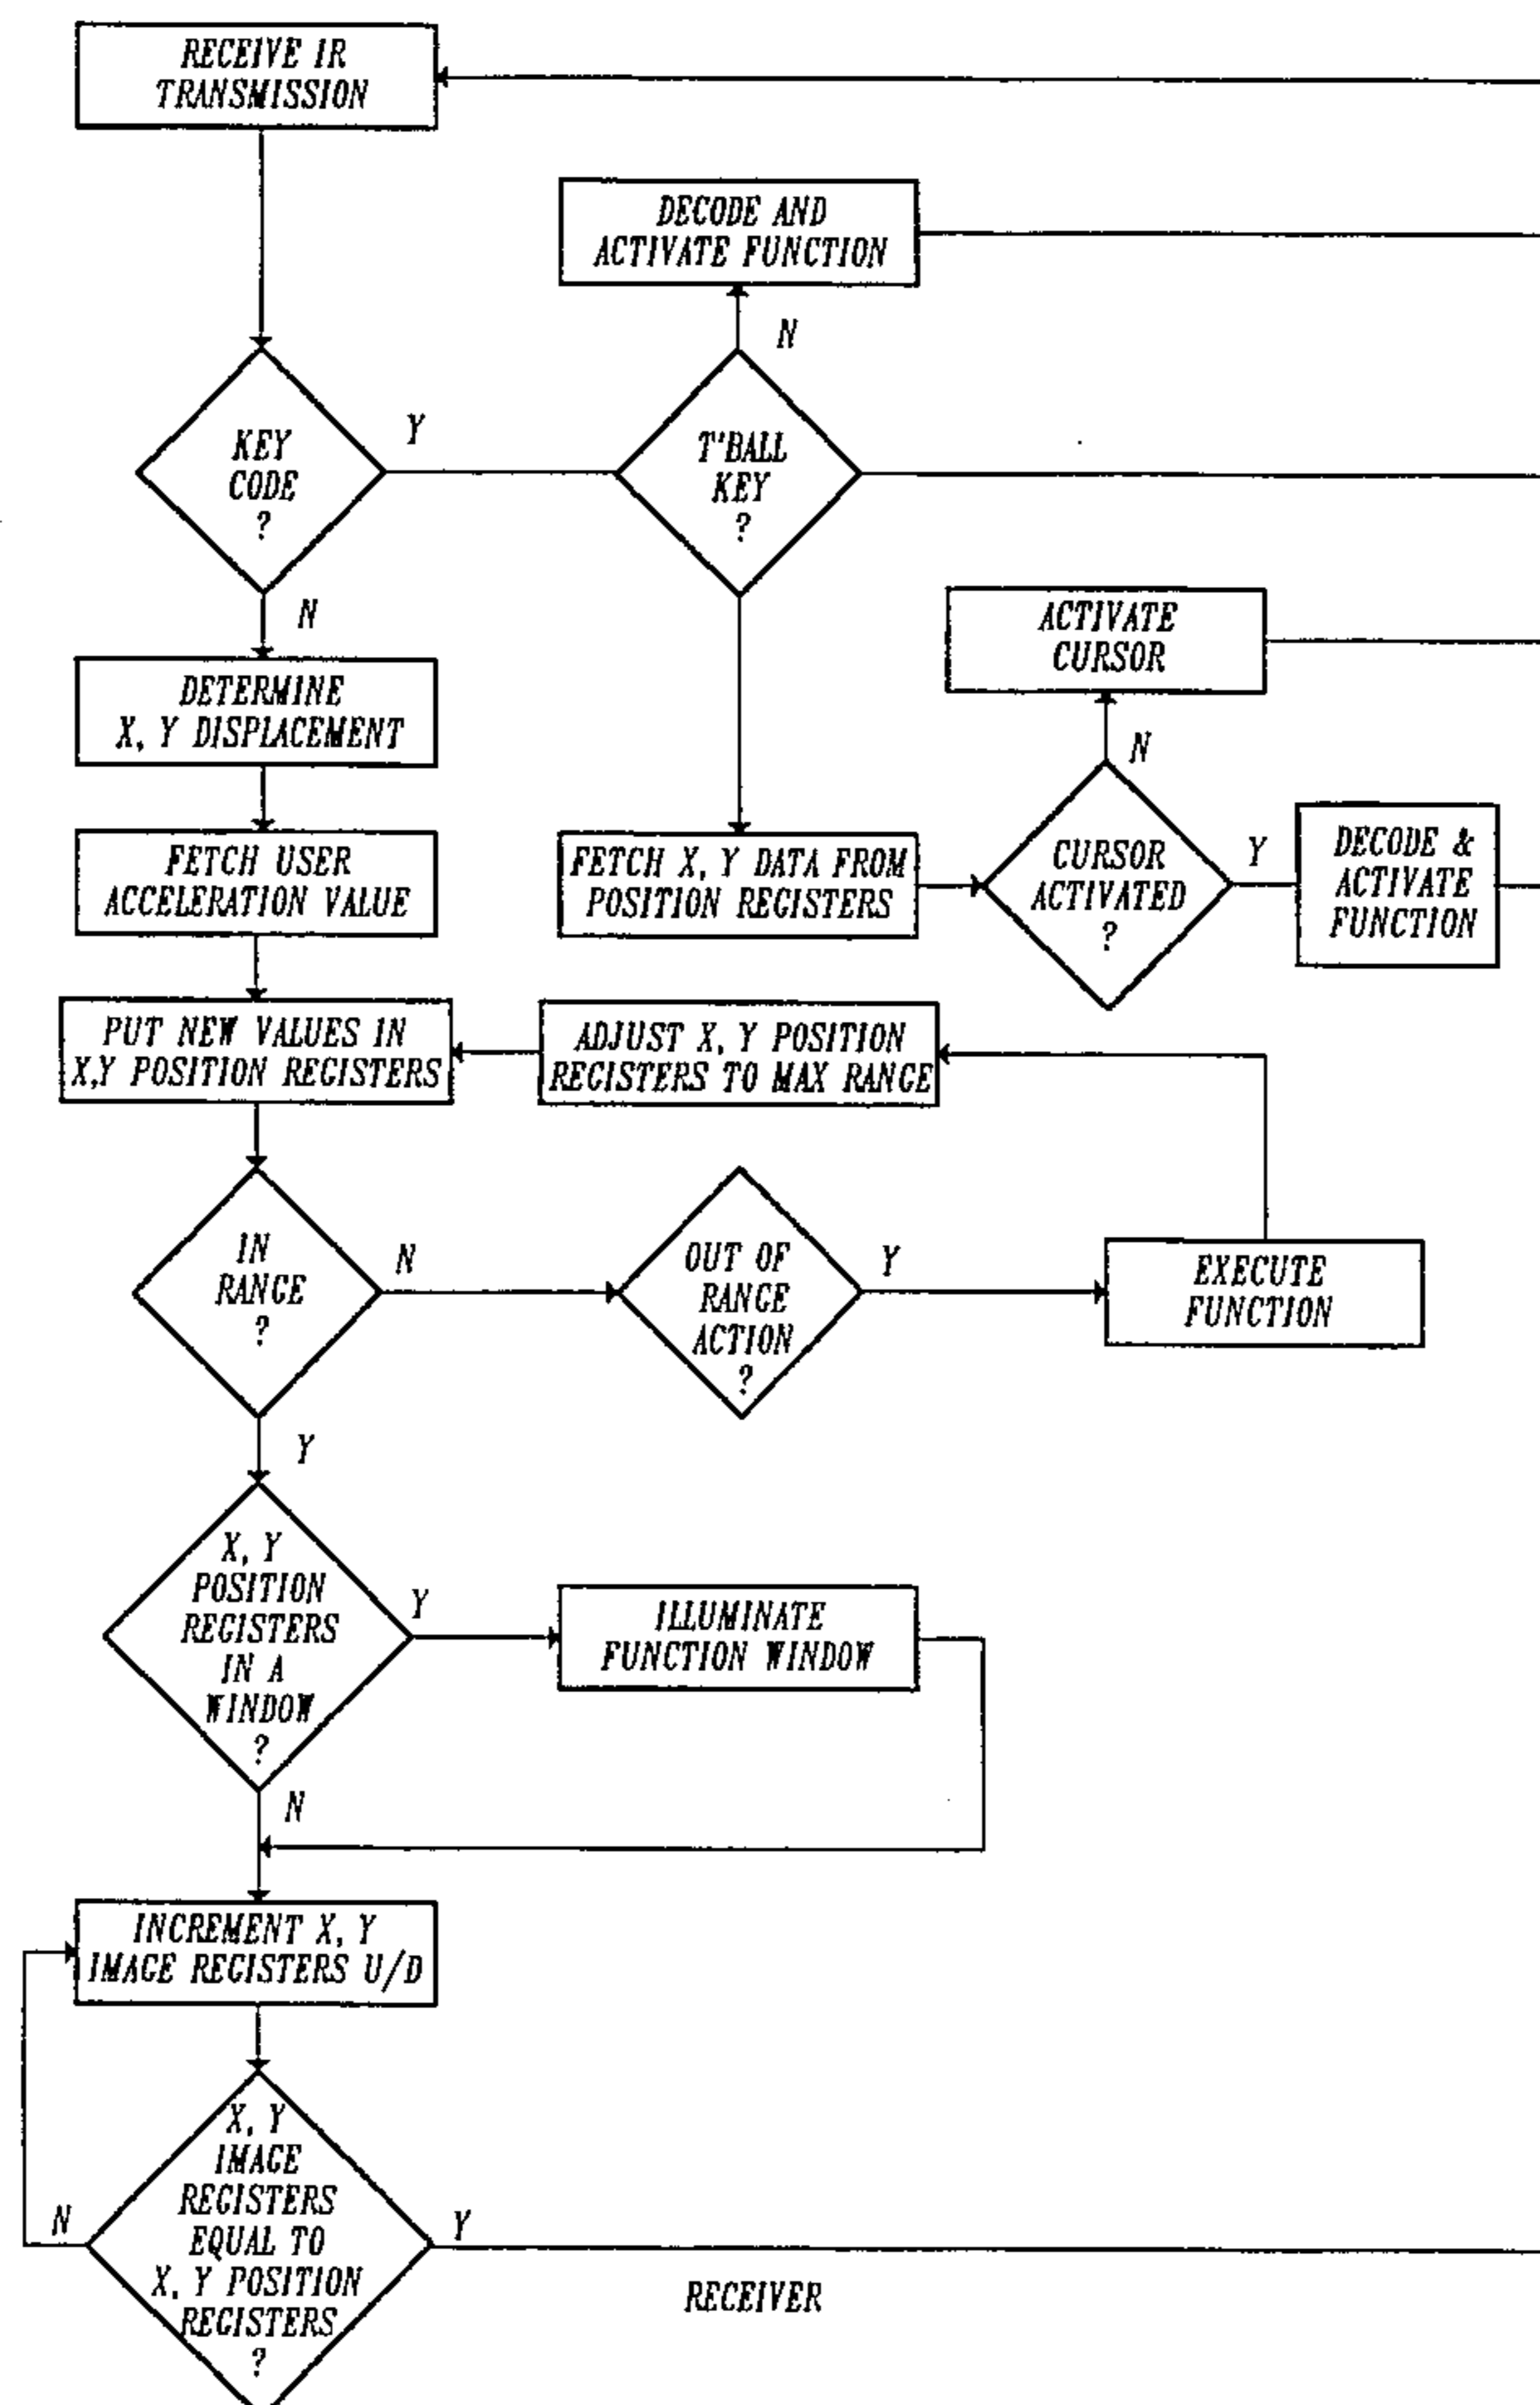 RECEIVE IR
TRANSMISSION
DECODE AND
ACTIVATE FUNCTION
N
KEY
CODE
?
Y
T'BALL
KEY
?
N
ACTIVATE
CURSOR
DETERMINE
X, Y DISPLACEMENT
N
FETCH USER
ACCELERATION VALUE
FETCH X, Y DATA FROM
POSITION REGISTERS
CURSOR
ACTIVATED
?
Y
DECODE &
ACTIVATE
FUNCTION
PUT NEW VALUES IN
X,Y POSITION REGISTERS
ADJUST X, Y POSITION
REGISTERS TO MAX RANGE
IN
RANGE
?
N
OUT OF
RANGE
ACTION
?
Y
EXECUTE
FUNCTION
Y
X, Y
POSITION
REGISTERS
IN A
WINDOW
?
Y
ILLUMINATE
FUNCTION WINDOW
N
INCREMENT X, Y
IMAGE REGISTERS U/D
X, Y
IMAGE
REGISTERS
EQUAL TO
X, Y POSITION
REGISTERS
?
N
Y
RECEIVER